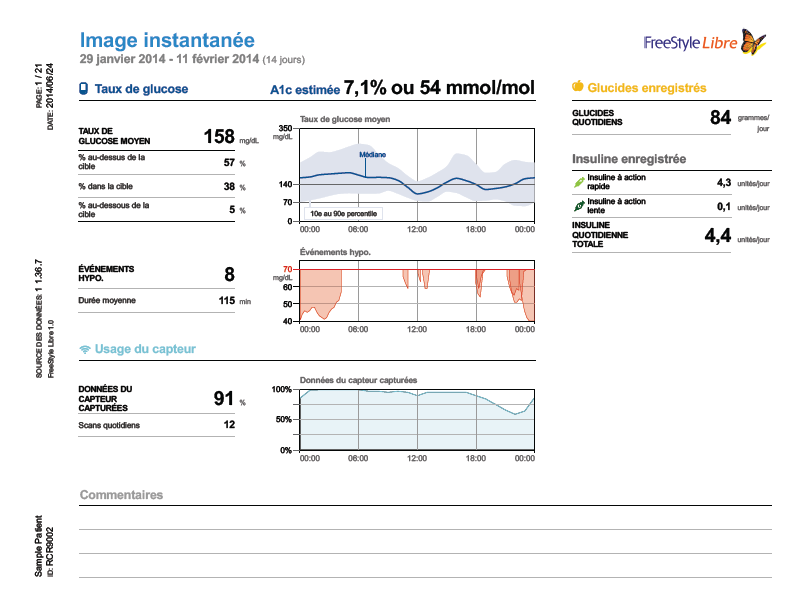 Image instantanée
29 janvier 2014 - 11 février 2014 (14 jours)
FreeStyle Libre
PAGE: 1 / 21
DATE: 2014/06/24
Taux de glucose
A1c estimée 7,1% ou 54 mmol/mol
TAUX DE
GLUCOSE MOYEN 158 mg/dL
% au-dessus de la
cible 57 %
% dans la cible 38 %
% au-dessous de la
cible 5 %
Taux de glucose moyen
350
mg/dL
140
70
0
Médiane
10e au 90e percentile
00:00 06:00 12:00 18:00 00:00
ÉVÉNEMENTS
HYPO. 8
Durée moyenne 115 min
Événements hypo.
70
mg/dL
60
50
40
00:00 06:00 12:00 18:00 00:00
Usage du capteur
DONNÉES DU
CAPTEUR
CAPTURÉES 91 %
Scans quotidiens 12
Données du capteur capturées
100%
50%
0%
00:00 06:00 12:00 18:00 00:00
Glucides enregistrés
GLUCIDES
QUOTIDIENS 84 grammes/
jour
Insuline enregistrée
Insuline à action
rapide 4,3 unités/jour
Insuline à action
lente 0,1 unités/jour
INSULINE
QUOTIDIENNE
TOTALE 4,4 unités/jour
SOURCE DES DONNÉES: 1 1.36.7
FreeStyle Libre 1.0
Commentaires
Sample Patient
ID: RCR9002